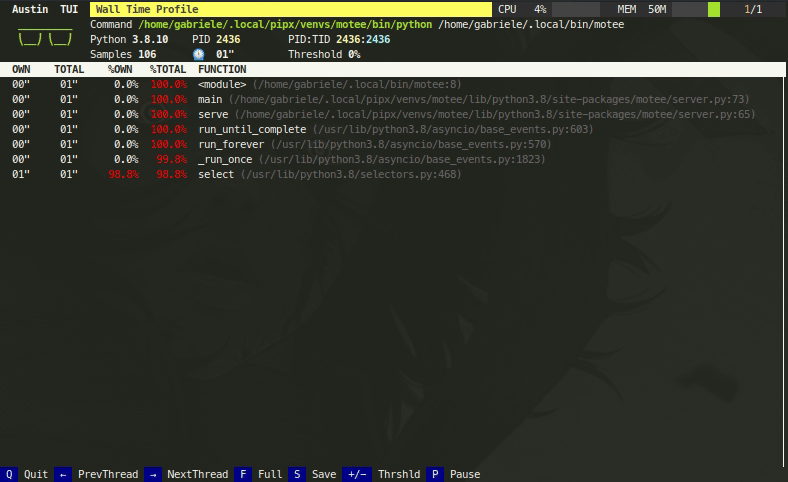 Austin TUI Wall Time Profile CPU 4% MEM 50M 1/1
Command /home/gabriele/.local/pipx/venvs/motee/bin/python /home/gabriele/.local/bin/motee
Python 3.8.10 PID 2436 PID:TID 2436:2436
Samples 106 01" Threshold 0%
OWN TOTAL %OWN %TOTAL FUNCTION
00" 01" 0.0% 100.0% <module> (/home/gabriele/.local/bin/motee:8)
00" 01" 0.0% 100.0% main (/home/gabriele/.local/pipx/venvs/motee/lib/python3.8/site-packages/motee/server.py:73)
00" 01" 0.0% 100.0% serve (/home/gabriele/.local/pipx/venvs/motee/lib/python3.8/site-packages/motee/server.py:65)
00" 01" 0.0% 100.0% run_until_complete (/usr/lib/python3.8/asyncio/base_events.py:603)
00" 01" 0.0% 100.0% run_forever (/usr/lib/python3.8/asyncio/base_events.py:570)
00" 01" 0.0% 99.8% _run_once (/usr/lib/python3.8/asyncio/base_events.py:1823)
01" 01" 98.8% 98.8% select (/usr/lib/python3.8/selectors.py:468)
Q Quit ← PrevThread → NextThread F Full S Save +/− Thrshld P Pause